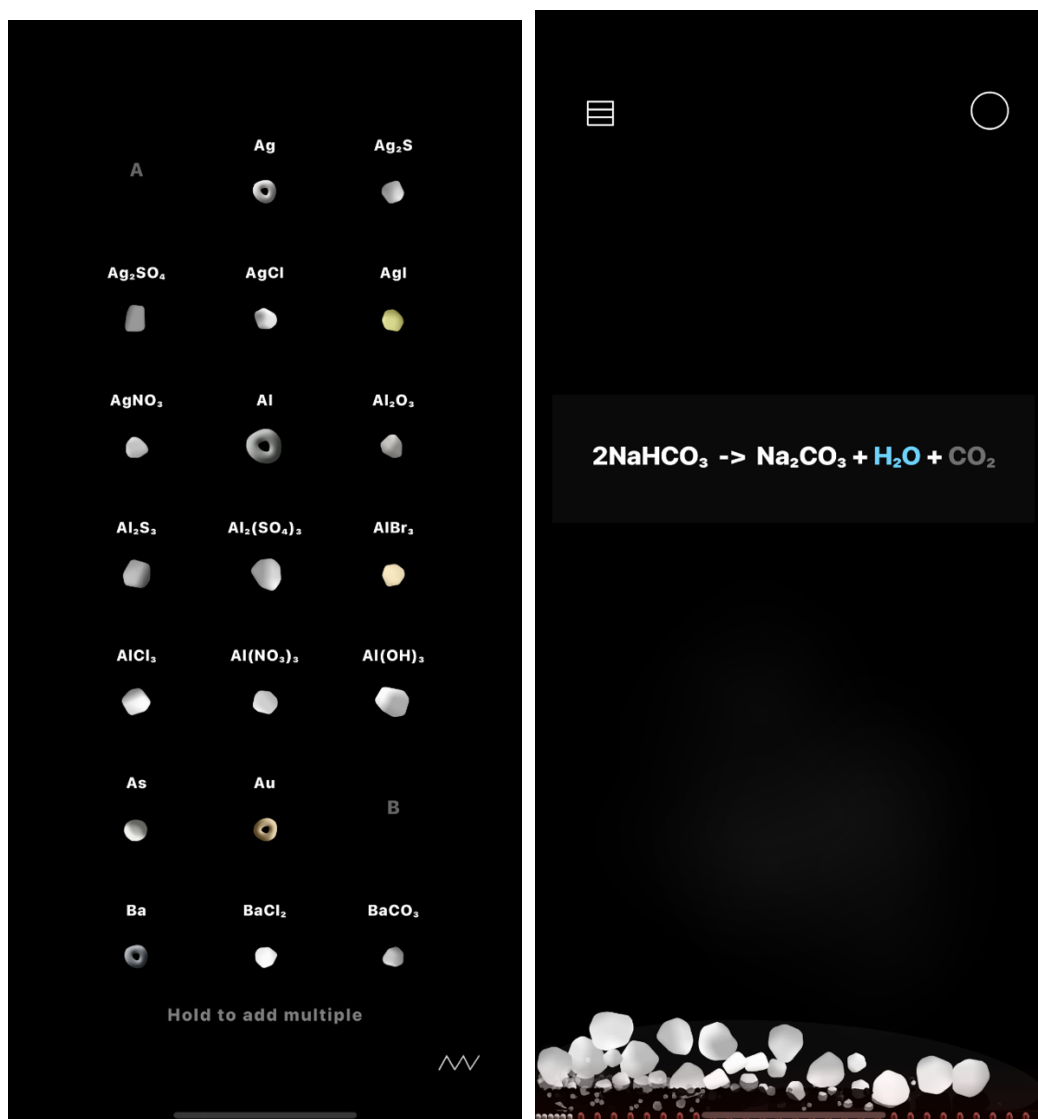 A
Ag
Ag₂S
Ag₂SO₄
AgCl
AgI
AgNO₃
Al
Al₂O₃
Al₂S₃
Al₂(SO₄)₃
AlBr₃
AlCl₃
Al(NO₃)₃
Al(OH)₃
As
Au
B
Ba
BaCl₂
BaCO₃
Hold to add multiple
2NaHCO₃ -> Na₂CO₃ + H₂O + CO₂